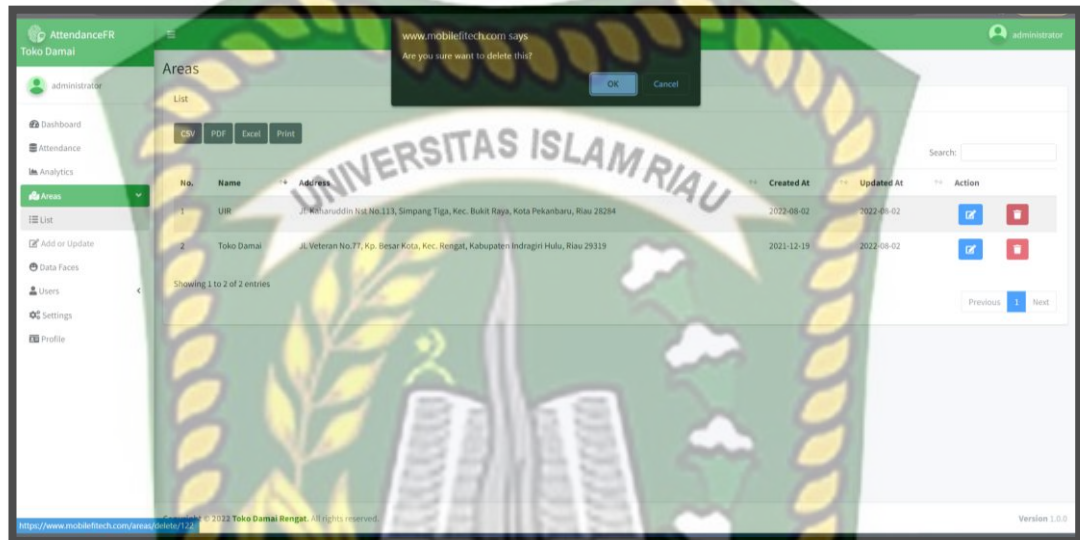 AttendanceFR
Toko Damai
administrator
www.mobilefitech.com says
Are you sure want to delete this?
OK Cancel
administrator
Dashboard
Attendance
Analytics
Areas
List
Add or Update
Data Faces
Users
Settings
Profile
Areas
List
CSV PDF Excel Print
Search:
UNIVERSITAS ISLAM RIAU
No. Name Address Created At Updated At Action
1 UIR Jl. Kaharuddin Nst No.113, Simpang Tiga, Kec. Bukit Raya, Kota Pekanbaru, Riau 28284 2022-08-02 2022-08-02
2 Toko Damai Jl. Veteran No.77, Kp. Besar Kota, Kec. Rengat, Kabupaten Indragiri Hulu, Riau 29319 2021-12-19 2022-08-02
Showing 1 to 2 of 2 entries
Previous 1 Next
https://www.mobilefitech.com/areas/delete/122
Copyright © 2022 Toko Damai Rengat. All rights reserved.
Version 1.0.0